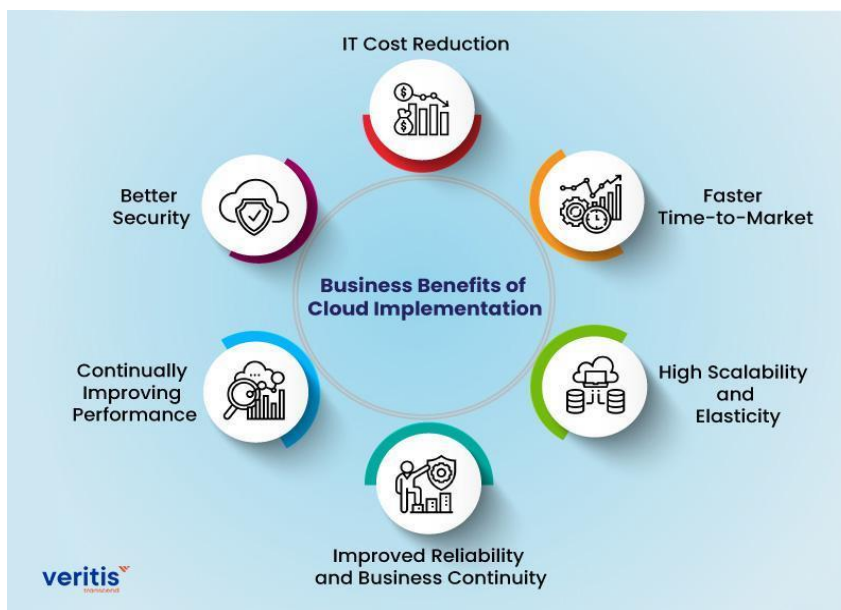 IT Cost Reduction
Faster
Time-to-Market
High Scalability
and
Elasticity
Improved Reliability
and Business Continuity
Continually
Improving
Performance
Better
Security
Business Benefits of
Cloud Implementation
veritis
transcend